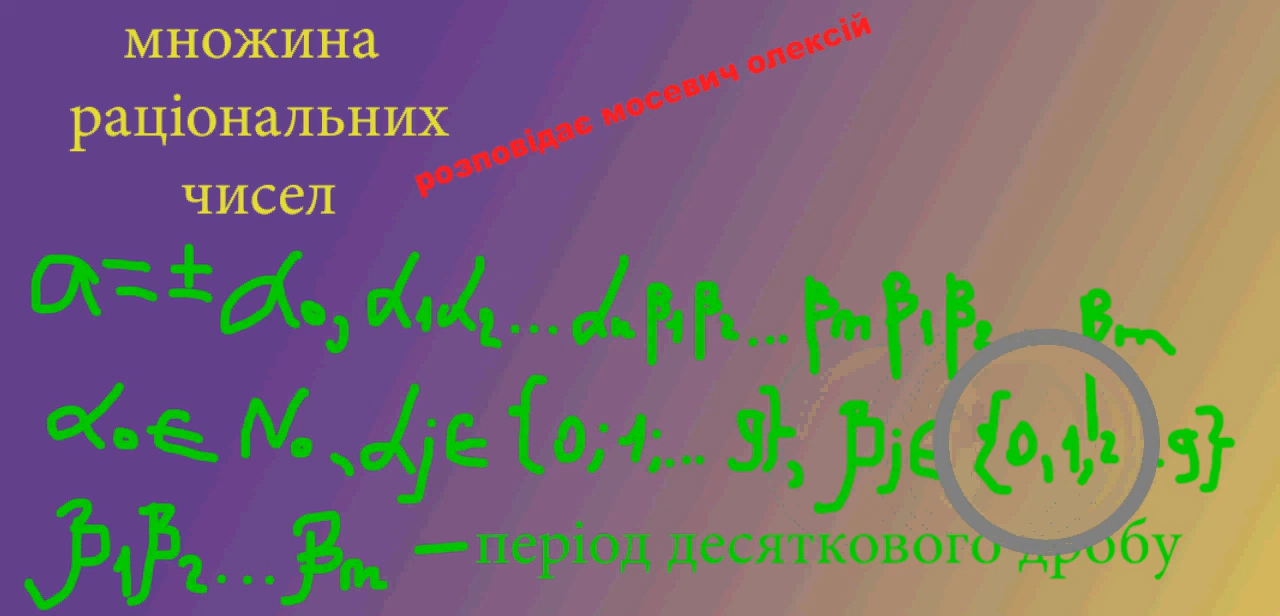 множина
раціональних
чисел
розповідає мосевич олексій
a=±α₀,α₁α₂...αₙβ₁β₂...βₘβ₁β₂ βₘ
α₀∈N₀,αj∈{0;1;...9},βj∈{0,1,2.9}
β₁β₂...βₘ —період десяткового дробу